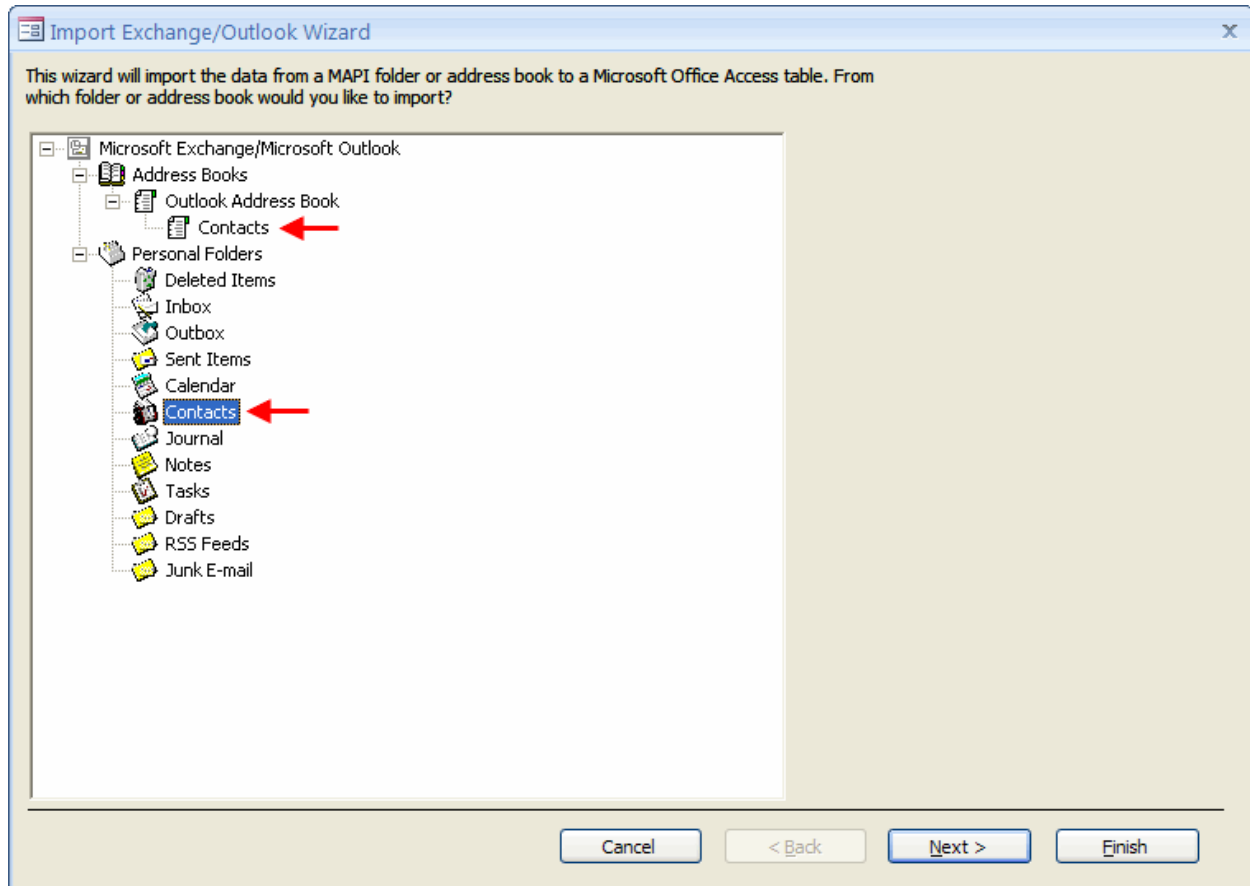 Import Exchange/Outlook Wizard
x
This wizard will import the data from a MAPI folder or address book to a Microsoft Office Access table. From
which folder or address book would you like to import?
Microsoft Exchange/Microsoft Outlook
Address Books
Outlook Address Book
Contacts
Personal Folders
Deleted Items
Inbox
Outbox
Sent Items
Calendar
Contacts
Journal
Notes
Tasks
Drafts
RSS Feeds
Junk E-mail
Cancel < Back Next > Finish